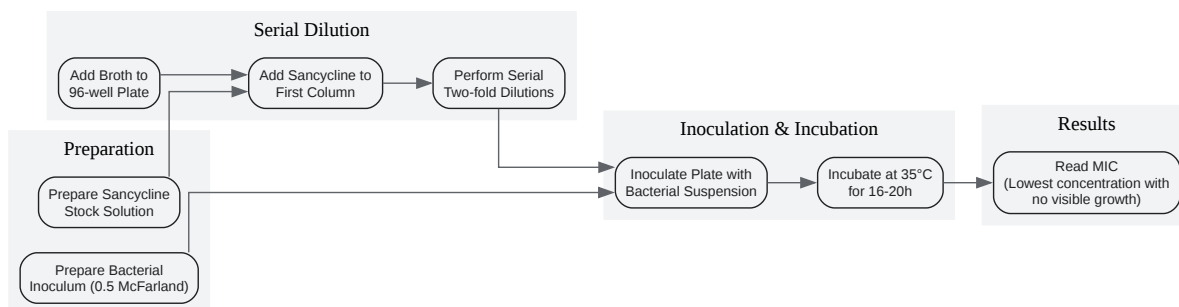 Serial Dilution
Add Broth to
96-well Plate
Add Sancycline to
First Column
Perform Serial
Two-fold Dilutions
Preparation
Prepare Sancycline
Stock Solution
Prepare Bacterial
Inoculum (0.5 McFarland)
Inoculation & Incubation
Inoculate Plate with
Bacterial Suspension
Incubate at 35°C
for 16-20h
Results
Read MIC
(Lowest concentration with
no visible growth)